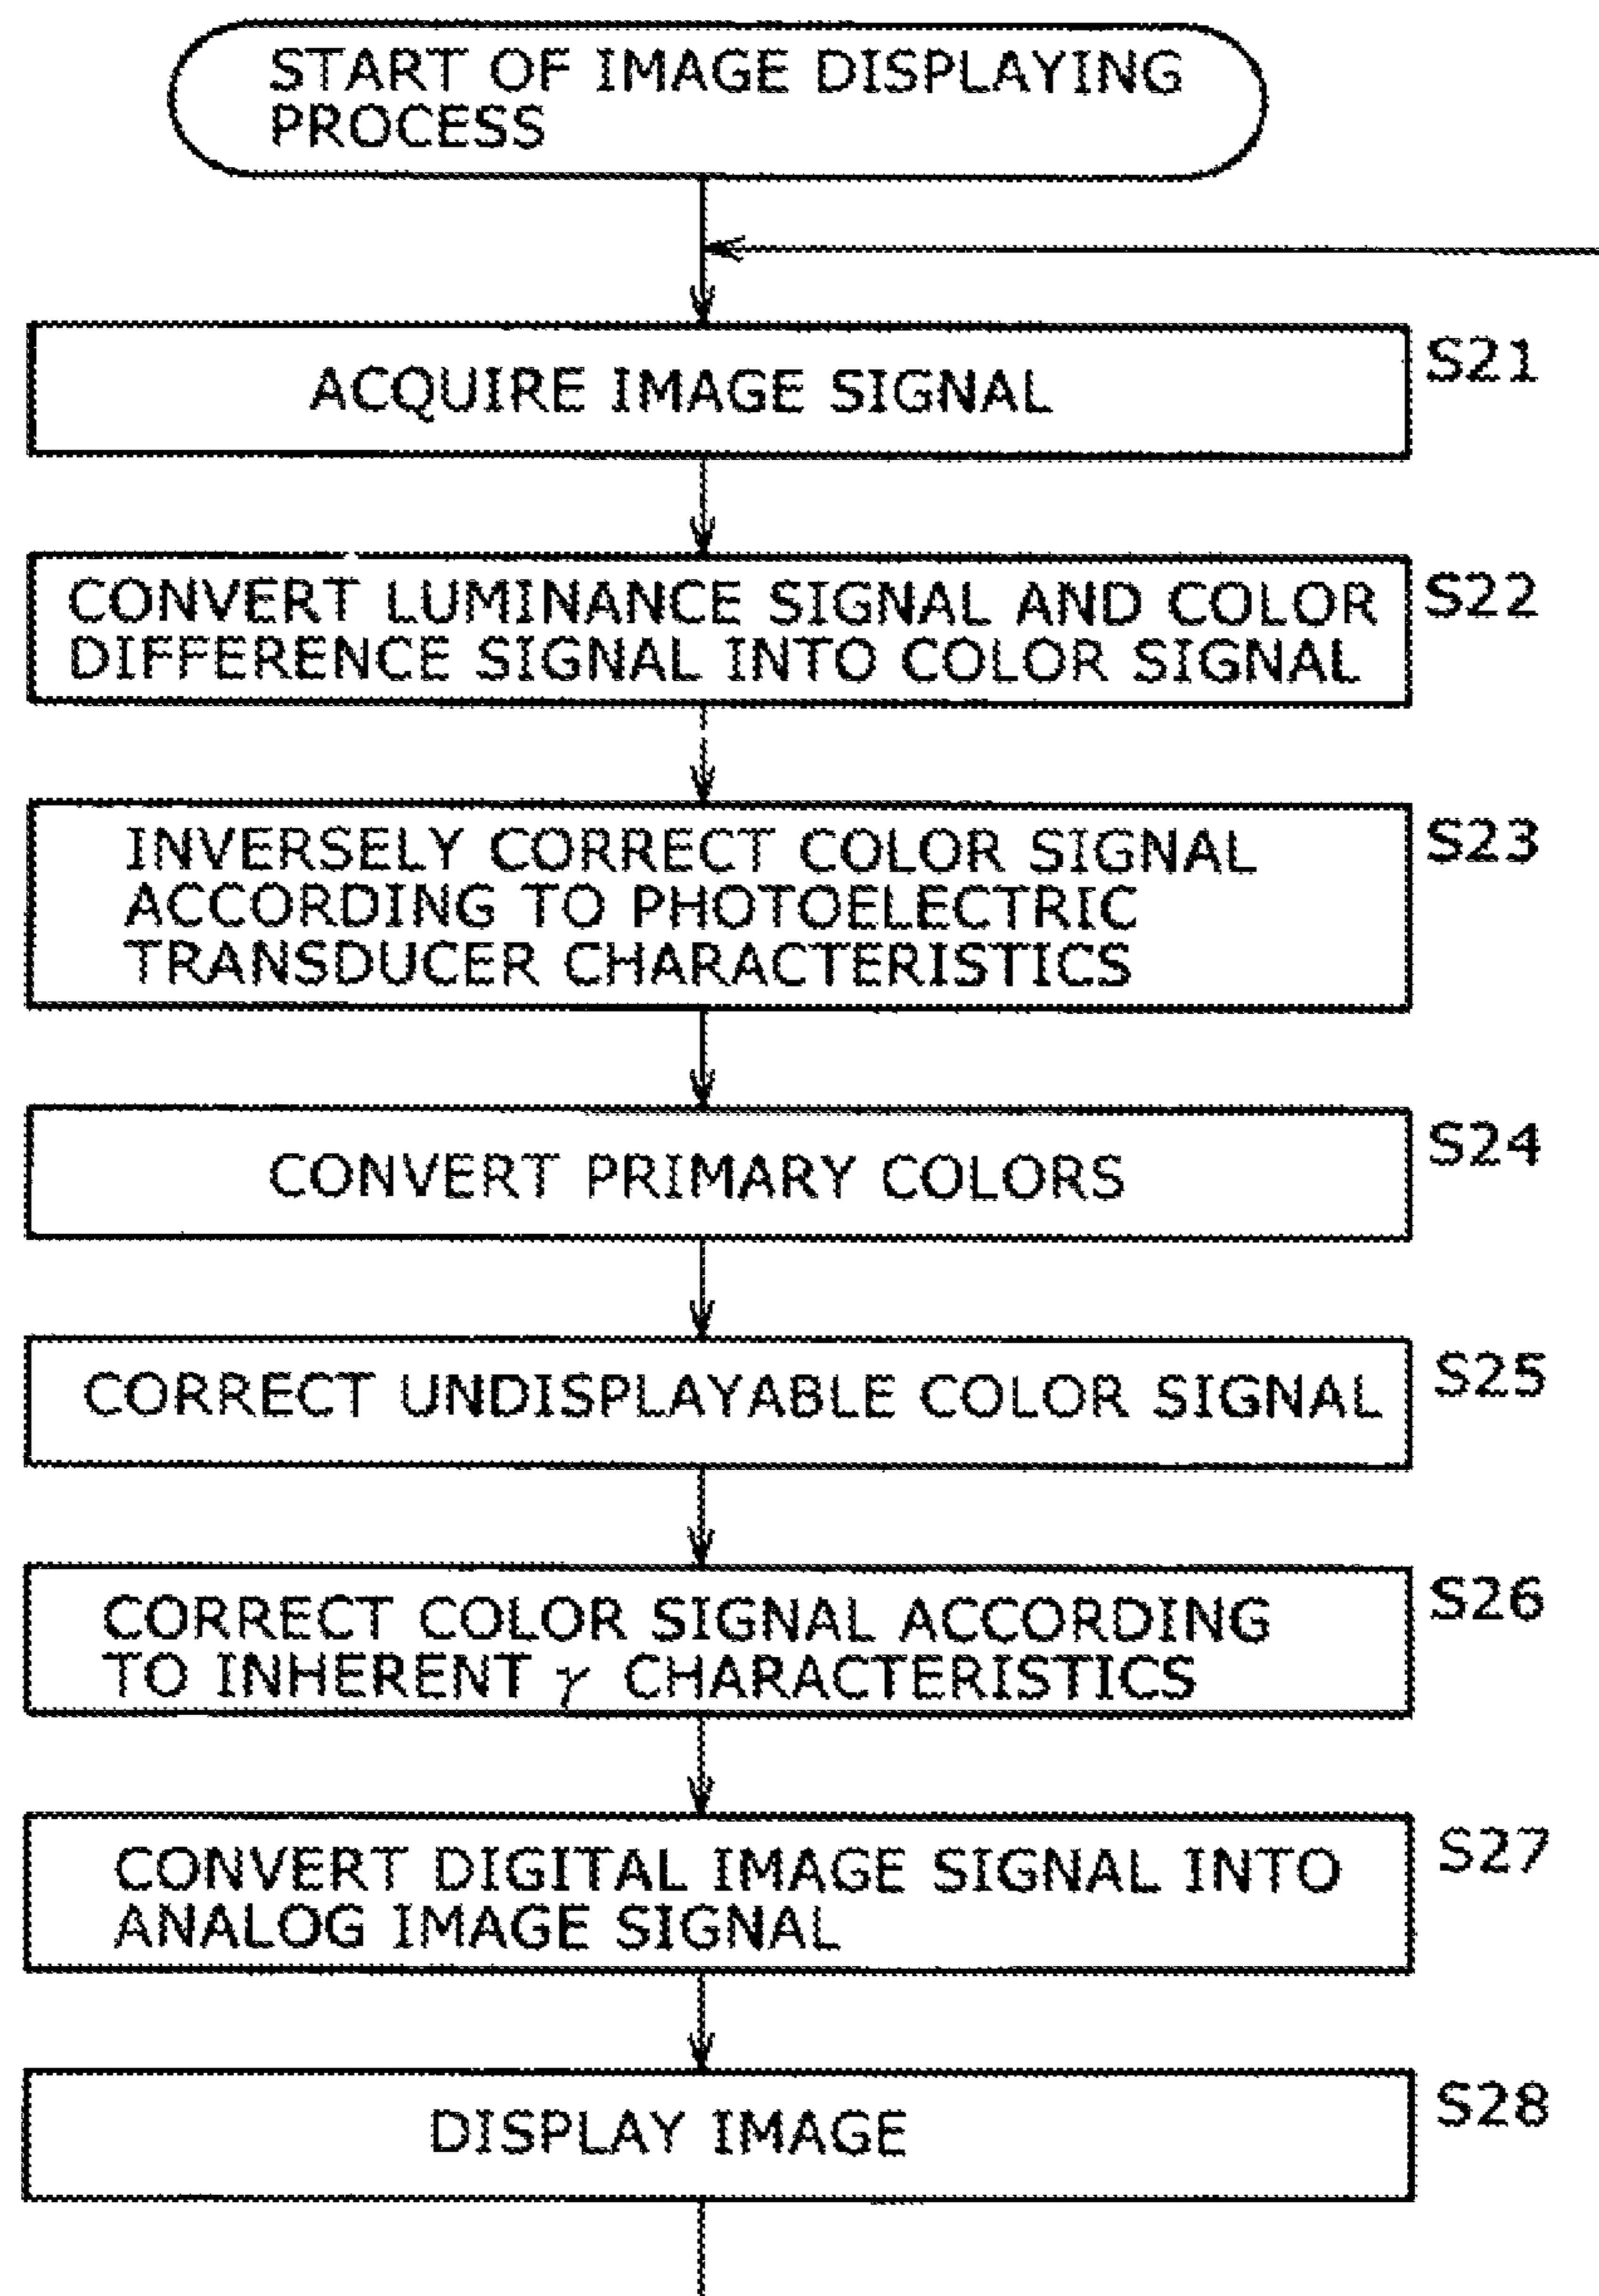 START OF IMAGE DISPLAYING
PROCESS
ACQUIRE IMAGE SIGNAL
S21
CONVERT LUMINANCE SIGNAL AND COLOR
DIFFERENCE SIGNAL INTO COLOR SIGNAL
S22
INVERSELY CORRECT COLOR SIGNAL
ACCORDING TO PHOTOELECTRIC
TRANSDUCER CHARACTERISTICS
S23
CONVERT PRIMARY COLORS
S24
CORRECT UNDISPLAYABLE COLOR SIGNAL
S25
CORRECT COLOR SIGNAL ACCORDING
TO INHERENT γ CHARACTERISTICS
S26
CONVERT DIGITAL IMAGE SIGNAL INTO
ANALOG IMAGE SIGNAL
S27
DISPLAY IMAGE
S28